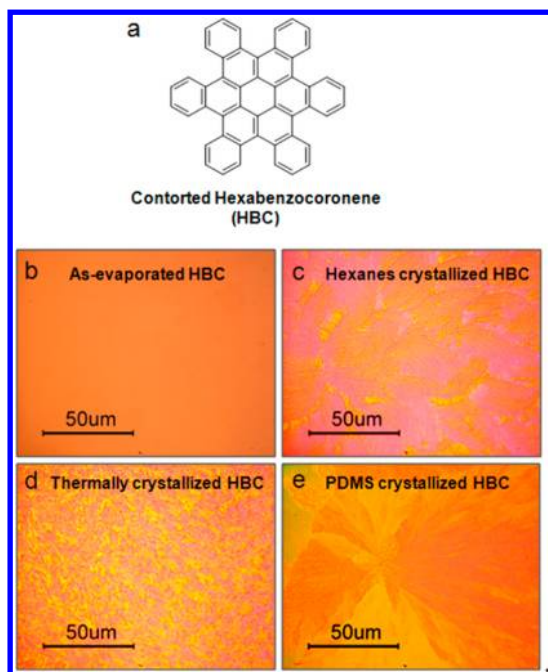 a
Contorted Hexabenzocoronene
(HBC)
b As-evaporated HBC
50um
c Hexanes crystallized HBC
50um
d Thermally crystallized HBC
50um
e PDMS crystallized HBC
50um